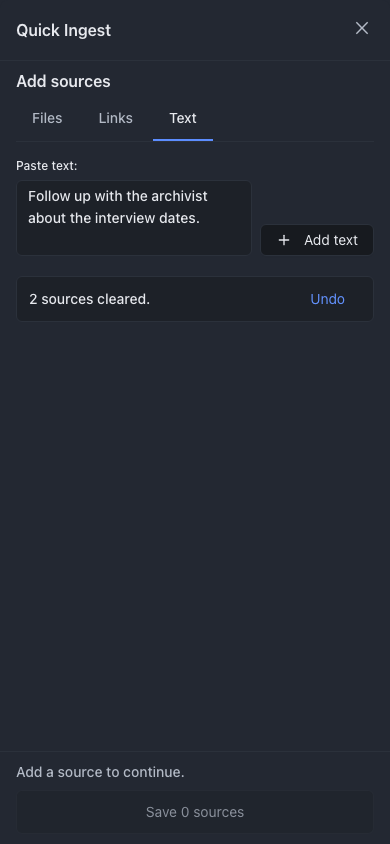 Quick Ingest
Add sources
Files Links Text
Paste text:
Follow up with the archivist
about the interview dates.
Add text
2 sources cleared. Undo
Add a source to continue.
Save 0 sources